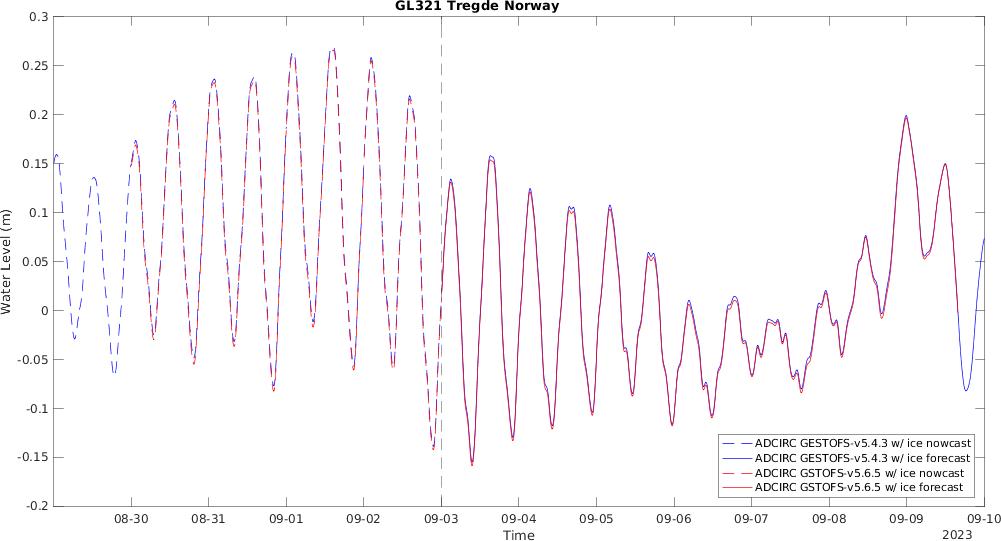 GL321 Tregde Norway
0.3
0.25
0.2
0.15
0.1
0.05
0
-0.05
-0.1
-0.15
-0.2
Water Level (m)
ADCIRC GESTOFS-v5.4.3 w/ ice nowcast
ADCIRC GESTOFS-v5.4.3 w/ ice forecast
ADCIRC GSTOFS-v5.6.5 w/ ice nowcast
ADCIRC GSTOFS-v5.6.5 w/ ice forecast
08-30 08-31 09-01 09-02 09-03 09-04 09-05 09-06 09-07 09-08 09-09 09-10
Time
2023